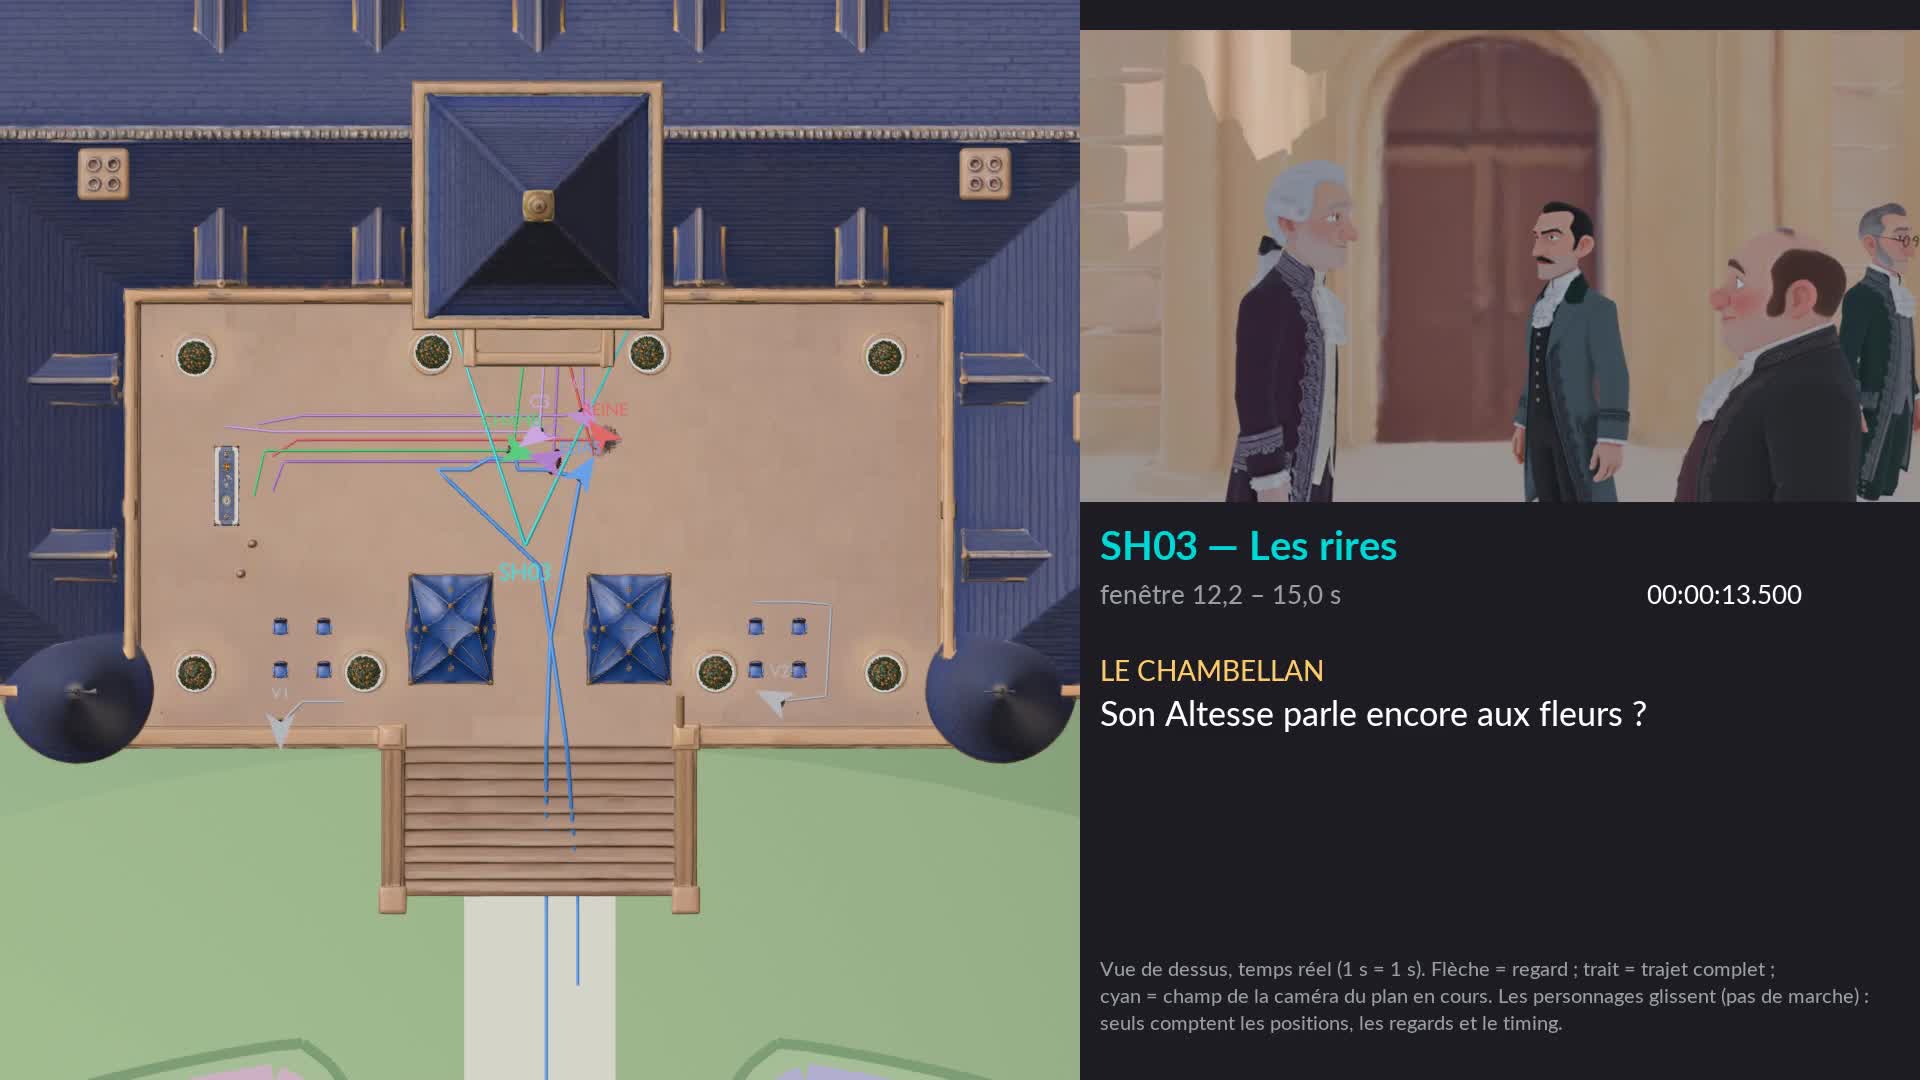 C3
REINE
SH03
V1
V2
SH03 — Les rires
fenêtre 12,2 – 15,0 s
00:00:13.500
LE CHAMBELLAN
Son Altesse parle encore aux fleurs ?
Vue de dessus, temps réel (1 s = 1 s). Flèche = regard ; trait = trajet complet ;
cyan = champ de la caméra du plan en cours. Les personnages glissent (pas de marche) :
seuls comptent les positions, les regards et le timing.